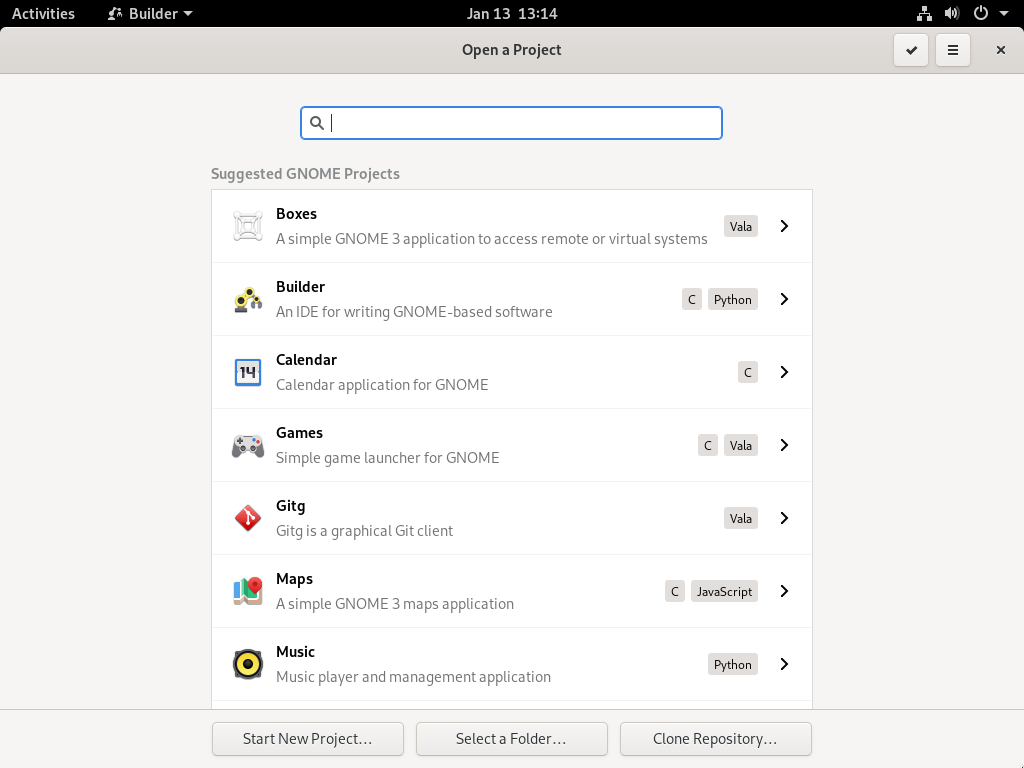 Activities Builder Jan 13 13:14
Open a Project
Suggested GNOME Projects
Boxes
A simple GNOME 3 application to access remote or virtual systems Vala
Builder
An IDE for writing GNOME-based software C Python
Calendar
14
Calendar application for GNOME C
Games
Simple game launcher for GNOME C Vala
Gitg
Gitg is a graphical Git client Vala
Maps
A simple GNOME 3 maps application C JavaScript
Music
Music player and management application Python
Start New Project... Select a Folder... Clone Repository...